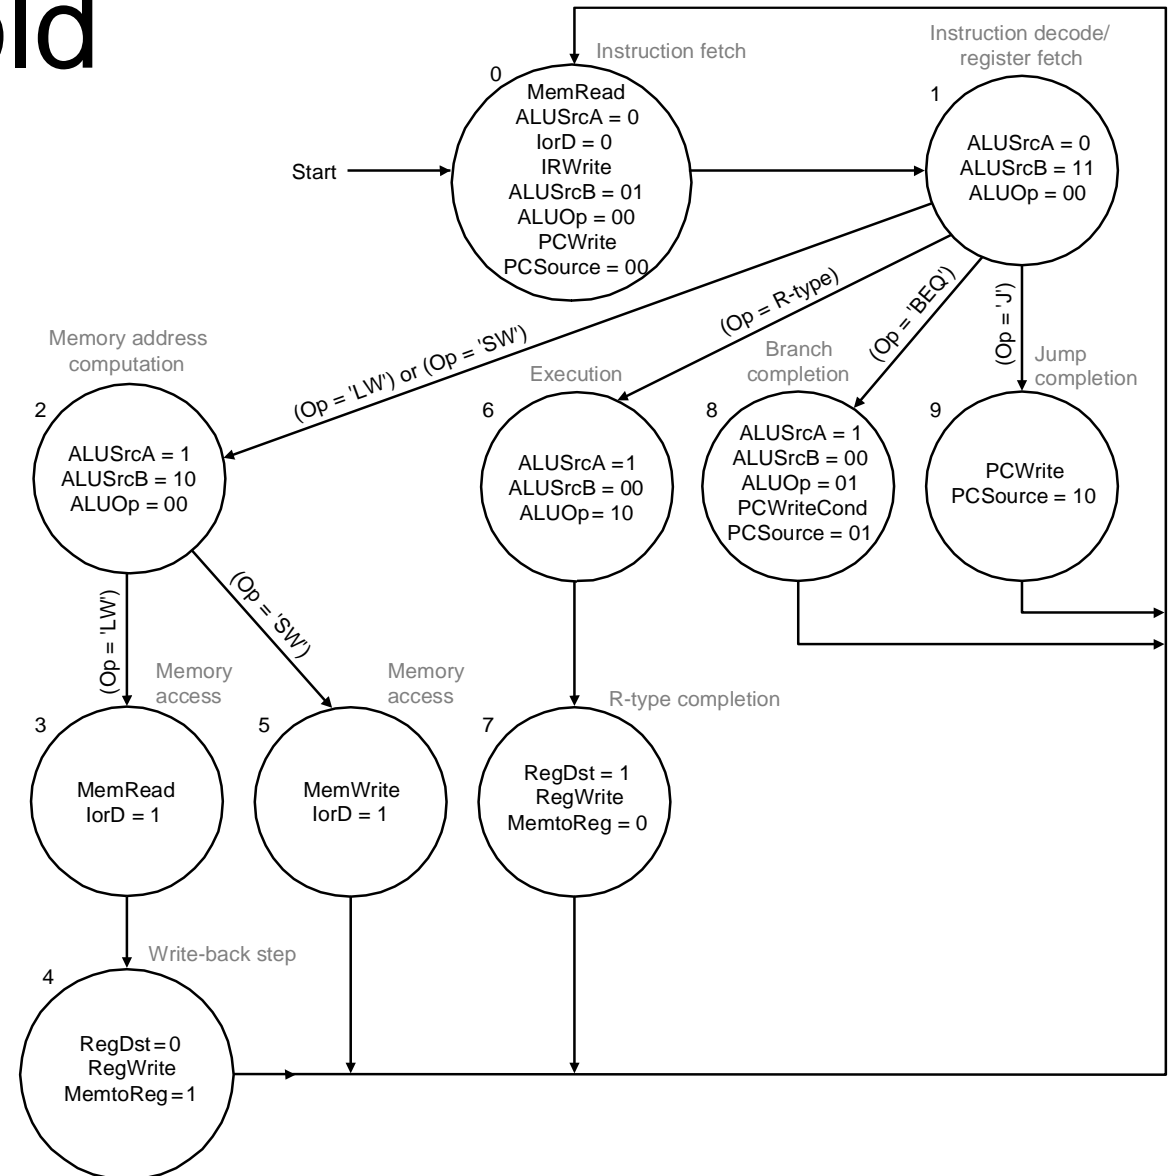 old
Instruction fetch
0
MemRead
ALUSrcA = 0
IorD = 0
IRWrite
ALUSrcB = 01
ALUOp = 00
PCWrite
PCSource = 00
Start
Instruction decode/
register fetch
1
ALUSrcA = 0
ALUSrcB = 11
ALUOp = 00
(Op = 'LW') or (Op = 'SW')
(Op = R-type)
(Op = 'BEQ')
(Op = 'J')
Memory address
computation
2
ALUSrcA = 1
ALUSrcB = 10
ALUOp = 00
Execution
6
ALUSrcA =1
ALUSrcB = 00
ALUOp= 10
Branch
completion
8
ALUSrcA = 1
ALUSrcB = 00
ALUOp = 01
PCWriteCond
PCSource = 01
Jump
completion
9
PCWrite
PCSource = 10
(Op = 'LW')
(Op = 'SW')
Memory
access
3
MemRead
IorD = 1
Memory
access
5
MemWrite
IorD = 1
R-type completion
7
RegDst = 1
RegWrite
MemtoReg = 0
Write-back step
4
RegDst=0
RegWrite
MemtoReg=1